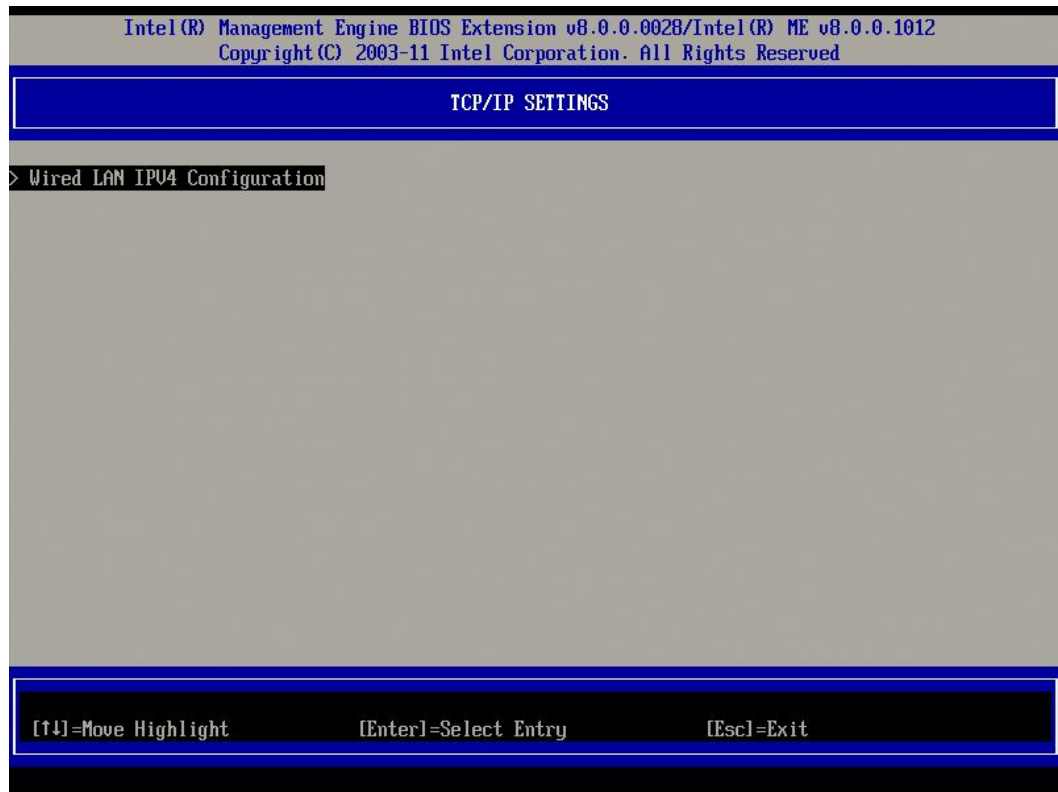 Intel(R) Management Engine BIOS Extension v8.0.0.0028/Intel(R) ME v8.0.0.1012
Copyright(C) 2003-11 Intel Corporation. All Rights Reserved
TCP/IP SETTINGS
> Wired LAN IPV4 Configuration
[↑↓]=Move Highlight [Enter]=Select Entry [Esc]=Exit